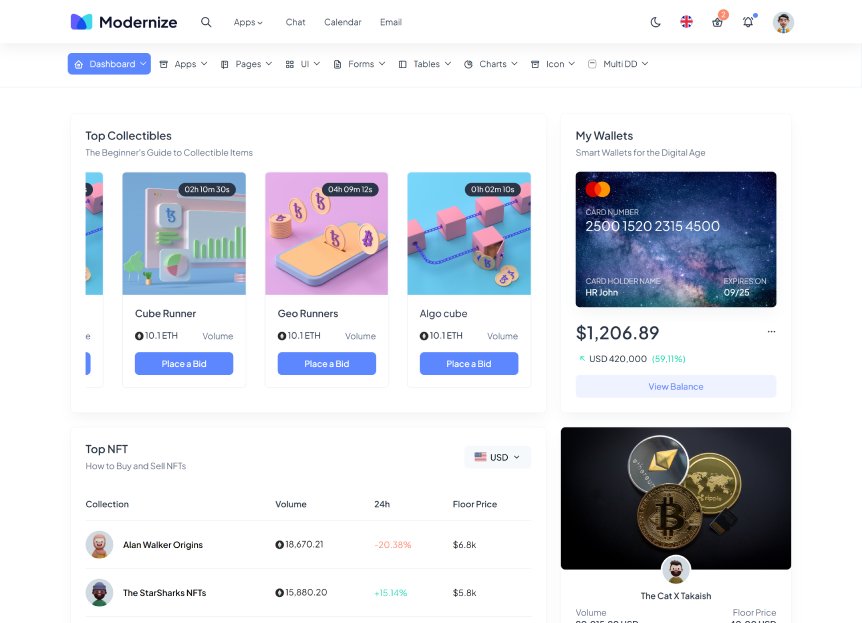 Modernize
Apps
Chat
Calendar
Email
2
Dashboard
Apps
Pages
UI
Forms
Tables
Charts
Icon
Multi DD
Top Collectibles
The Beginner's Guide to Collectible Items
02h 10m 30s
04h 09m 12s
01h 02m 10s
Cube Runner
10.1 ETH
Volume
Place a Bid
Geo Runners
10.1 ETH
Volume
Place a Bid
Algo cube
10.1 ETH
Volume
Place a Bid
My Wallets
Smart Wallets for the Digital Age
CARD NUMBER
2500 1520 2315 4500
CARD HOLDER NAME
HR John
EXPIRES ON
09/25
$1,206.89
USD 420,000 (59,11%)
View Balance
Top NFT
How to Buy and Sell NFTs
USD
Collection Volume 24h Floor Price
Alan Walker Origins 18,670.21 -20.38% $6.8k
The StarSharks NFTs 15,880.20 +15.14% $5.8k
ethereum
ripple
The Cat X Takaish
Volume
Floor Price